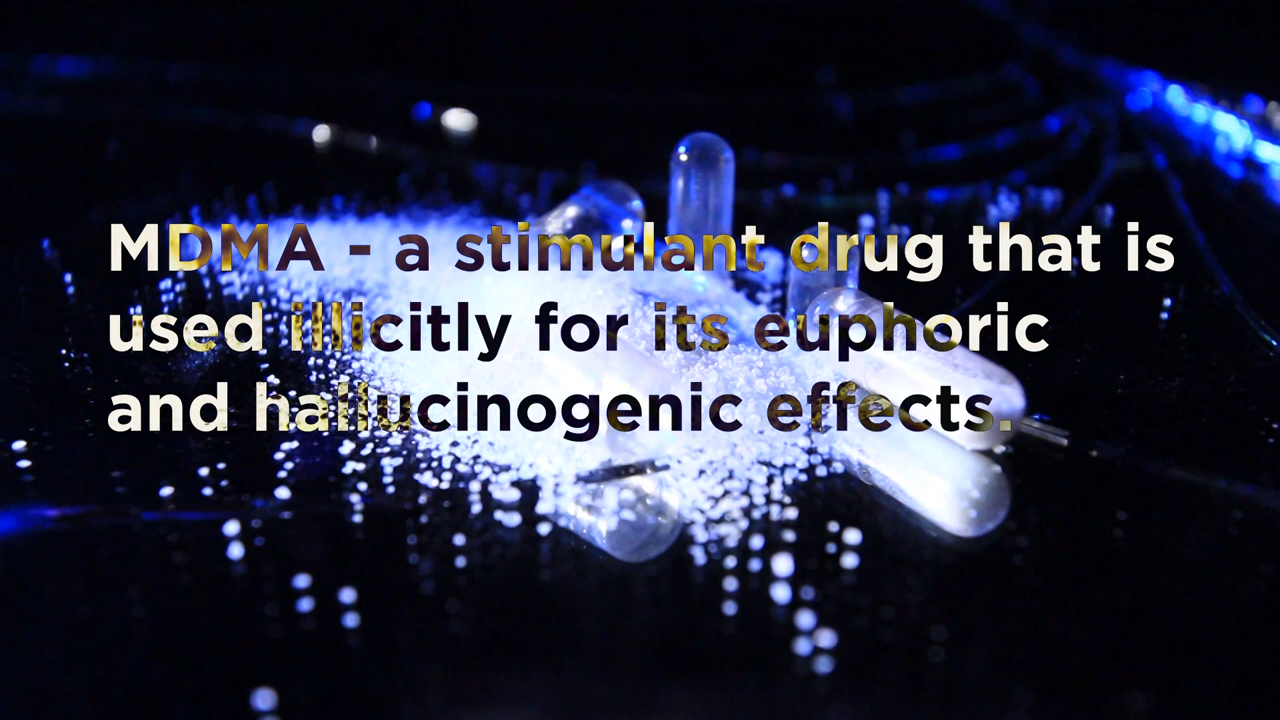 MDMA - a stimulant drug that is
used illicitly for its euphoric
and hallucinogenic effects.